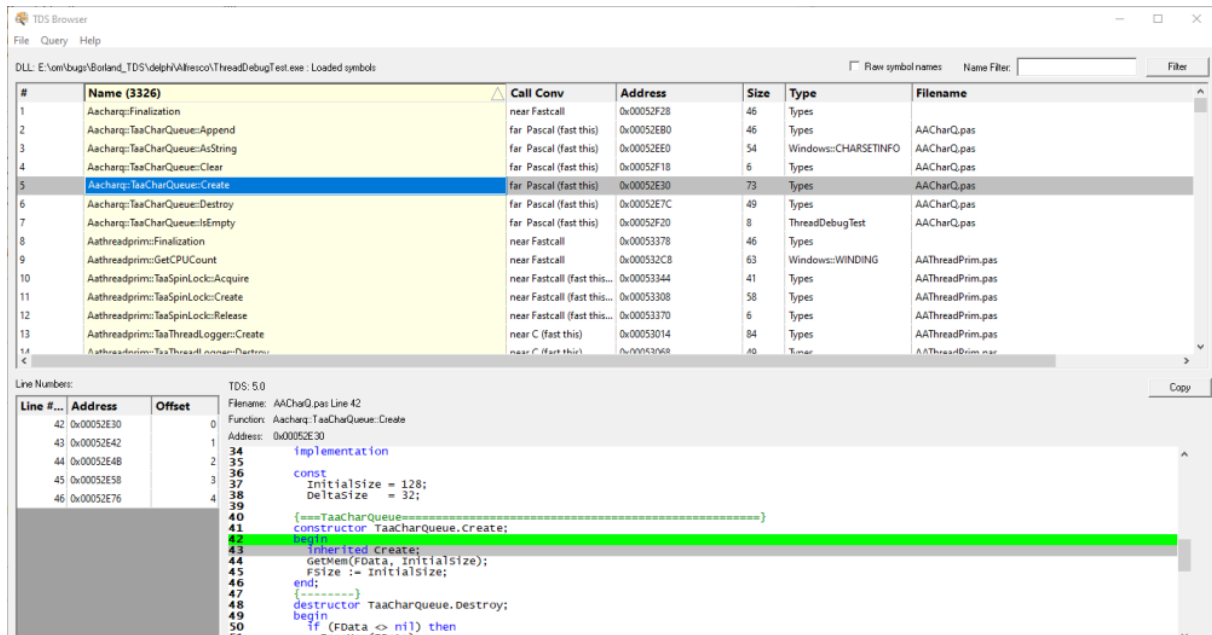 TDS Browser
File Query Help
DLL: E:\om\bugs\Borland_TDS\delphi\Alfresco\ThreadDebugTest.exe : Loaded symbols Raw symbol names Name Filter: Filter
# Name (3326) Call Conv Address Size Type Filename
1 Aacharq::Finalization near Fastcall 0x00052F28 46 Types
2 Aacharq::TaaCharQueue::Append far Pascal (fast this) 0x00052EB0 46 Types AACharQ.pas
3 Aacharq::TaaCharQueue::AsString far Pascal (fast this) 0x00052EE0 54 Windows::CHARSETINFO AACharQ.pas
4 Aacharq::TaaCharQueue::Clear far Pascal (fast this) 0x00052F18 6 Types AACharQ.pas
5 Aacharq::TaaCharQueue::Create far Pascal (fast this) 0x00052E30 73 Types AACharQ.pas
6 Aacharq::TaaCharQueue::Destroy far Pascal (fast this) 0x00052E7C 49 Types AACharQ.pas
7 Aacharq::TaaCharQueue::IsEmpty far Pascal (fast this) 0x00052F20 8 ThreadDebugTest AACharQ.pas
8 Aathreadprim::Finalization near Fastcall 0x00053378 46 Types
9 Aathreadprim::GetCPUCount near Fastcall 0x000532C8 63 Windows::WINDING AAThreadPrim.pas
10 Aathreadprim::TaaSpinLock::Acquire near Fastcall (fast this... 0x00053344 41 Types AAThreadPrim.pas
11 Aathreadprim::TaaSpinLock::Create near Fastcall (fast this... 0x00053308 58 Types AAThreadPrim.pas
12 Aathreadprim::TaaSpinLock::Release near Fastcall (fast this... 0x00053370 6 Types AAThreadPrim.pas
13 Aathreadprim::TaaThreadLogger::Create near C (fast this) 0x00053014 84 Types AAThreadPrim.pas
14 Aathreadprim::TaaThreadLogger::Destroy near C (fast this) 0x00053068 49 Types AAThreadPrim.pas
Line Numbers: TDS: 5.0 Copy
Line #... Address Offset
42 0x00052E30 0
43 0x00052E42 1
44 0x00052E4B 2
45 0x00052E58 3
46 0x00052E76 4
Filename: AACharQ.pas Line 42
Function: Aacharq::TaaCharQueue::Create
Address: 0x00052E30
34 implementation
35
36 const
37 InitialSize = 128;
38 DeltaSize = 32;
39
40 {===TaaCharQueue========================================================}
41 constructor TaaCharQueue.Create;
42 begin
43 inherited Create;
44 GetMem(FData, InitialSize);
45 FSize := InitialSize;
46 end;
47 {--------}
48 destructor TaaCharQueue.Destroy;
49 begin
50 if (FData <> nil) then